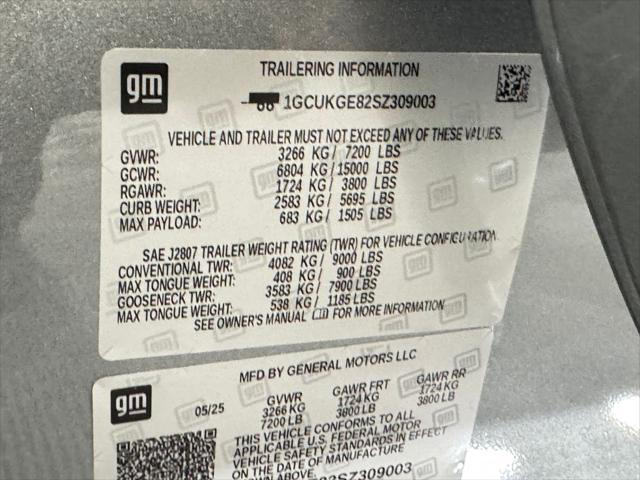 gm
TRAILERING INFORMATION
1GCUKGE82SZ309003
VEHICLE AND TRAILER MUST NOT EXCEED ANY OF THESE VALUES.
GVWR: 3266 KG/ 7200 LBS
GCWR: 6804 KG/15000 LBS
RGAWR: 1724 KG/ 3800 LBS
CURB WEIGHT: 2583 KG/ 5695 LBS
MAX PAYLOAD: 683 KG/ 1505 LBS
SAE J2807 TRAILER WEIGHT RATING (TWR) FOR VEHICLE CONFIGURATION
CONVENTIONAL TWR: 4082 KG/ 9000 LBS
MAX TONGUE WEIGHT: 408 KG/ 900 LBS
GOOSENECK TWR: 3583 KG/ 7900 LBS
MAX TONGUE WEIGHT: 538 KG/ 1185 LBS
SEE OWNER'S MANUAL FOR MORE INFORMATION
gm
MFD BY GENERAL MOTORS LLC
05/25 GVWR GAWR FRT GAWR RR
3266 KG 1724 KG 1724 KG
7200 LB 3800 LB 3800 LB
THIS VEHICLE CONFORMS TO ALL
APPLICABLE U.S. FEDERAL MOTOR
VEHICLE SAFETY STANDARDS IN EFFECT
ON THE DATE OF MANUFACTURE
SHOWN ABOVE.
82SZ309003